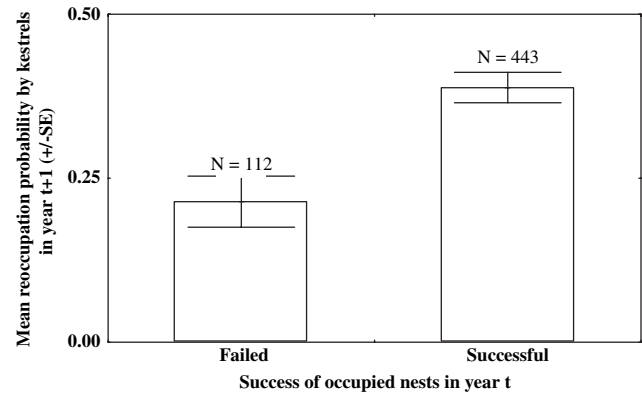 Mean reoccupation probability by kestrels
in year t+1 (+/-SE)
0.50
0.25
0.00
N = 112
N = 443
Failed
Successful
Success of occupied nests in year t